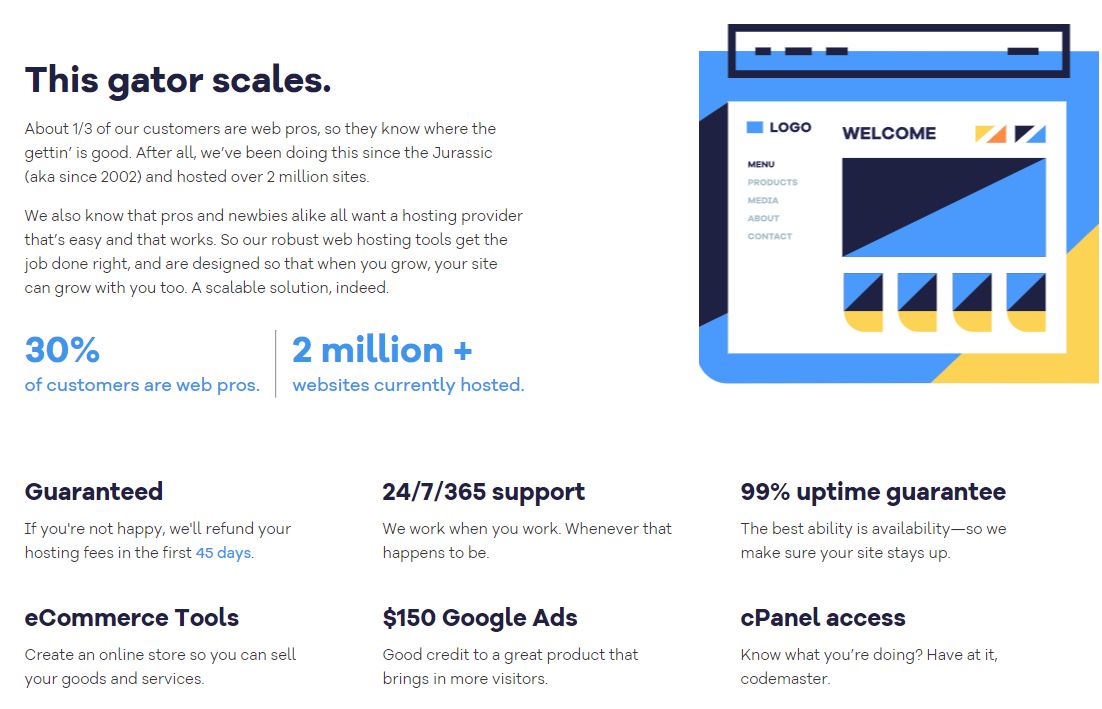 This gator scales.
About 1/3 of our customers are web pros, so they know where the
gettin’ is good. After all, we’ve been doing this since the Jurassic
(aka since 2002) and hosted over 2 million sites.
We also know that pros and newbies alike all want a hosting provider
that’s easy and that works. So our robust web hosting tools get the
job done right, and are designed so that when you grow, your site
can grow with you too. A scalable solution, indeed.
30%
of customers are web pros.
2 million +
websites currently hosted.
LOGO
WELCOME
MENU
PRODUCTS
MEDIA
ABOUT
CONTACT
Guaranteed
If you're not happy, we'll refund your
hosting fees in the first 45 days.
24/7/365 support
We work when you work. Whenever that
happens to be.
99% uptime guarantee
The best ability is availability—so we
make sure your site stays up.
eCommerce Tools
Create an online store so you can sell
your goods and services.
$150 Google Ads
Good credit to a great product that
brings in more visitors.
cPanel access
Know what you’re doing? Have at it,
codemaster.